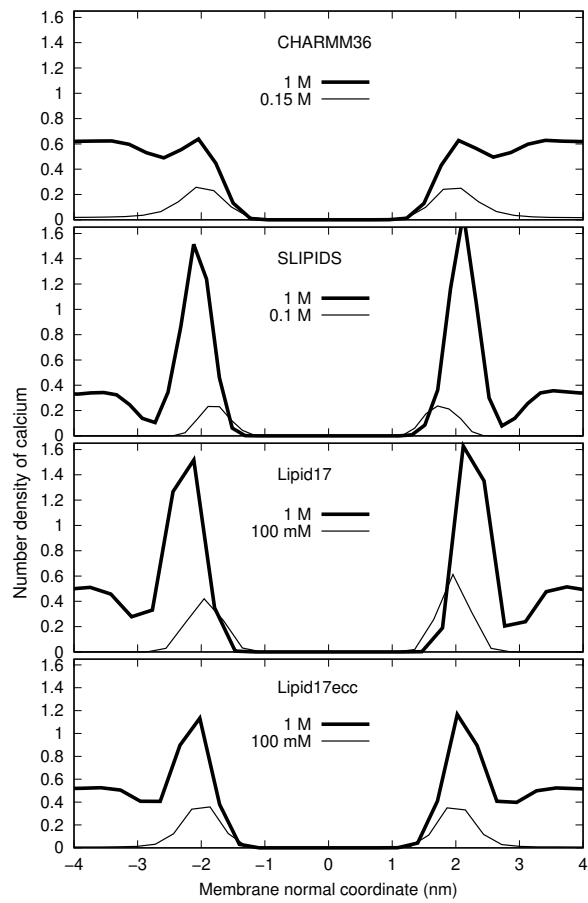 1.6
1.4
CHARMM36
1.2
1 M
1
0.15 M
0.8
0.6
0.4
0.2
0
1.6
SLIPIDS
1.4
1.2
1 M
1
0.1 M
0.8
0.6
0.4
0.2
0
1.6
Lipid17
1.4
1.2
1 M
1
100 mM
0.8
0.6
0.4
0.2
0
1.6
Lipid17ecc
1.4
1.2
1 M
1
100 mM
0.8
0.6
0.4
0.2
0
−4 −3 −2 −1 0 1 2 3 4
Membrane normal coordinate (nm)
Number density of calcium